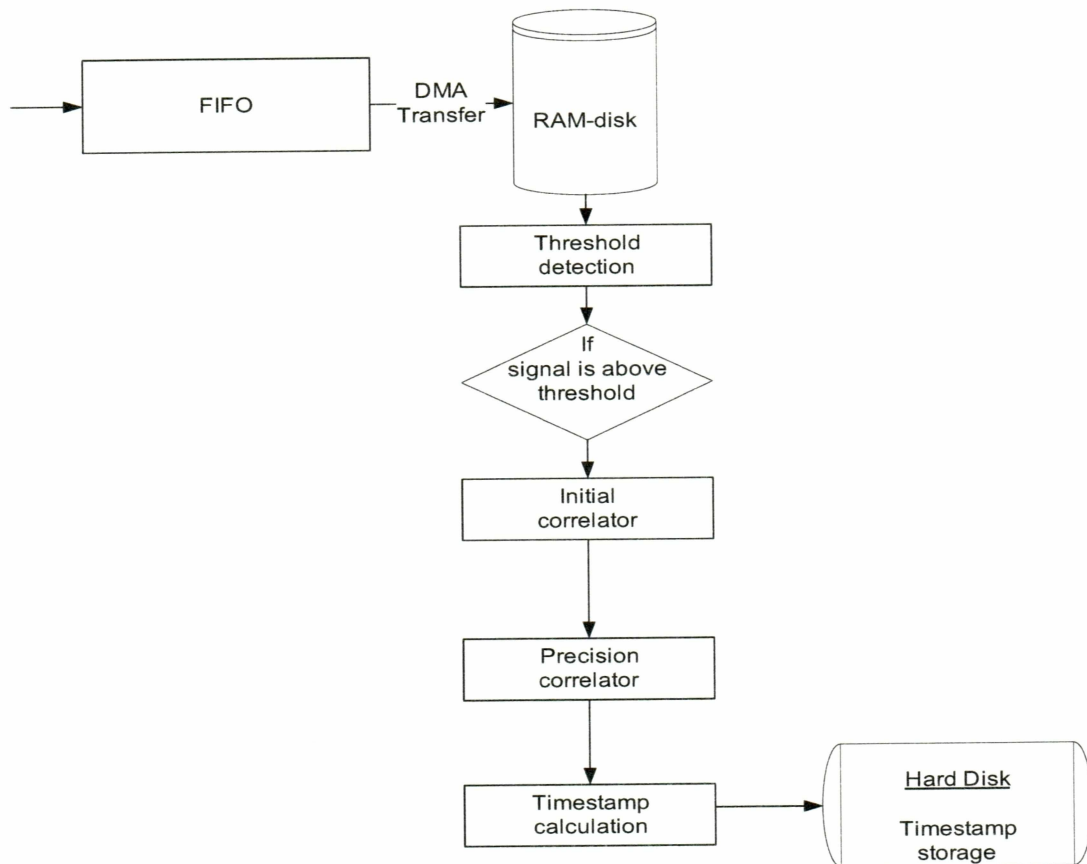 FIFO
DMA
Transfer
RAM-disk
Threshold
detection
If
signal is above
threshold
Initial
correlator
Precision
correlator
Timestamp
calculation
Hard Disk
Timestamp
storage